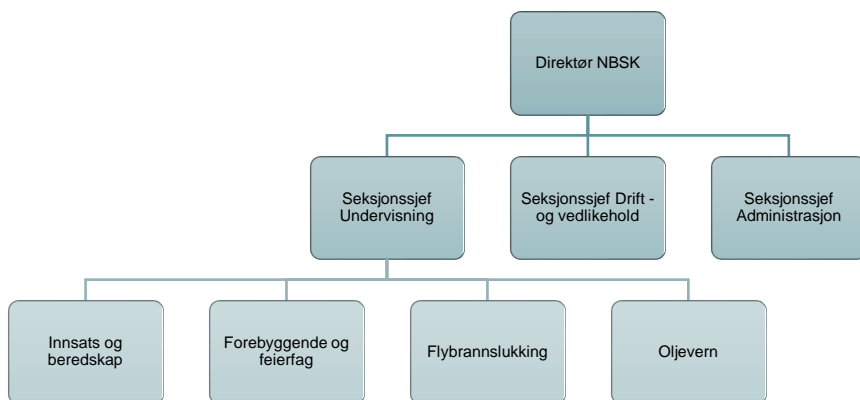 Direktør NBSK
Seksjonssjef
Undervisning
Seksjonssjef Drift -
og vedlikehold
Seksjonssjef
Administrasjon
Innsats og
beredskap
Forebyggende og
feierfag
Flybrannslukking
Oljevern